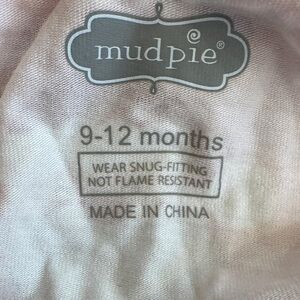 mudpie®
9-12 months
WEAR SNUG-FITTING
NOT FLAME RESISTANT
MADE IN CHINA